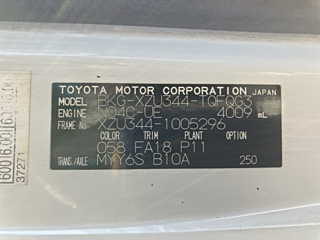 TOYOTA MOTOR CORPORATION JAPAN
MODEL BKG-XZU344-TQFQG3
ENGINE N04C-UE 4009 mL
FRAME No. XZU344-1005296
COLOR TRIM PLANT OPTION
058 FA18 P11
TRANS./AXLE MYY6S B10A 250
37271